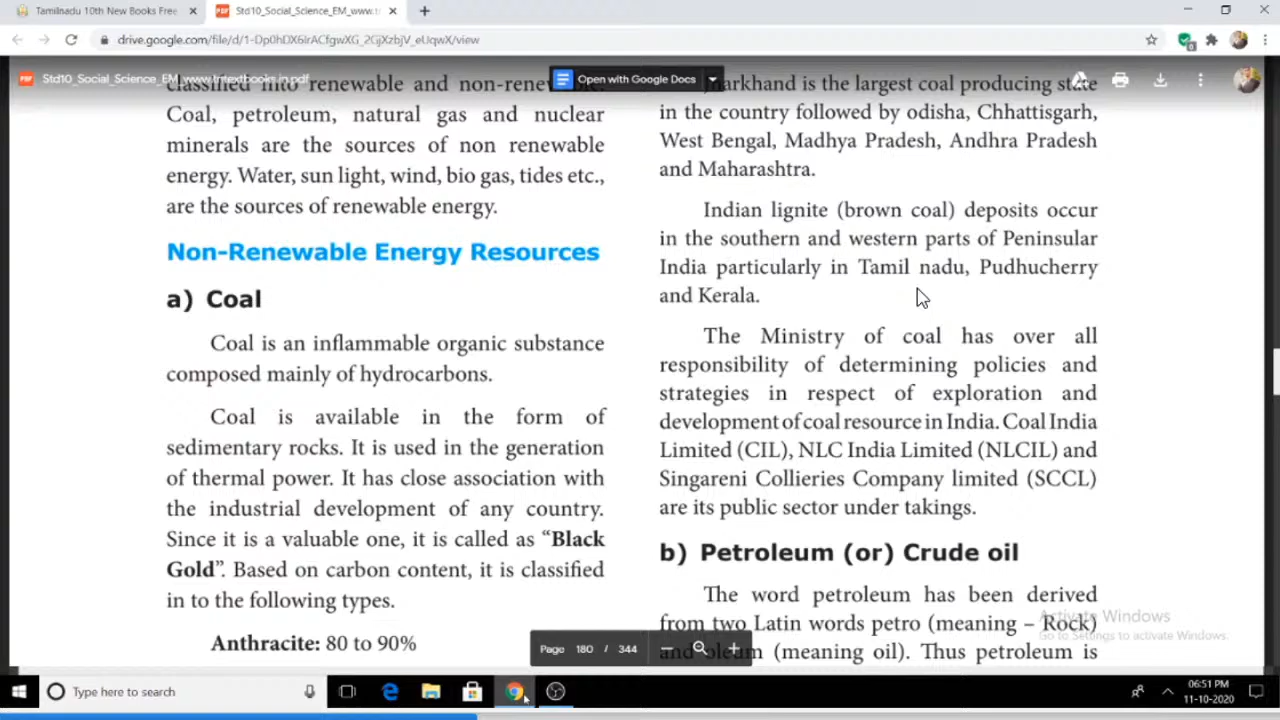 Tamilnadu 10th New Books Free
Std10_Social_Science_EM_www.t
drive.google.com/file/d/1-Dp0hDX6IrACfgwXG_2GjXzbjV_eUqwX/view
Std10_Social_Science_EM_www.tntextbooks.in.pdf
Open with Google Docs
classified into renewable and non-renewable.
Coal, petroleum, natural gas and nuclear
minerals are the sources of non renewable
energy. Water, sun light, wind, bio gas, tides etc.,
are the sources of renewable energy.
Non-Renewable Energy Resources
a) Coal
Coal is an inflammable organic substance
composed mainly of hydrocarbons.
Coal is available in the form of
sedimentary rocks. It is used in the generation
of thermal power. It has close association with
the industrial development of any country.
Since it is a valuable one, it is called as “Black
Gold”. Based on carbon content, it is classified
in to the following types.
Anthracite: 80 to 90%
Jharkhand is the largest coal producing state
in the country followed by odisha, Chhattisgarh,
West Bengal, Madhya Pradesh, Andhra Pradesh
and Maharashtra.
Indian lignite (brown coal) deposits occur
in the southern and western parts of Peninsular
India particularly in Tamil nadu, Pudhucherry
and Kerala.
The Ministry of coal has over all
responsibility of determining policies and
strategies in respect of exploration and
development of coal resource in India. Coal India
Limited (CIL), NLC India Limited (NLCIL) and
Singareni Collieries Company limited (SCCL)
are its public sector under takings.
b) Petroleum (or) Crude oil
The word petroleum has been derived
from two Latin words petro (meaning – Rock)
and oleum (meaning oil). Thus petroleum is
Activate Windows
Go to Settings to activate Windows.
Page 180 / 344
Type here to search
06:51 PM
11-10-2020